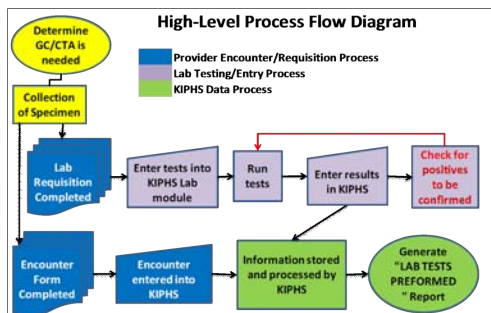 High-Level Process Flow Diagram
Determine
GC/CTA is
needed
Provider Encounter/Requisition Process
Lab Testing/Entry Process
KIPHS Data Process
Collection
of Specimen
Lab
Requisition
Completed
Enter tests into
KIPHS Lab
module
Run
tests
Enter results
in KIPHS
Check for
positives
to be
confirmed
Encounter
Form
Completed
Encounter
entered into
KIPHS
Information stored
and processed by
KIPHS
Generate
"LAB TESTS
PREFORMED
" Report